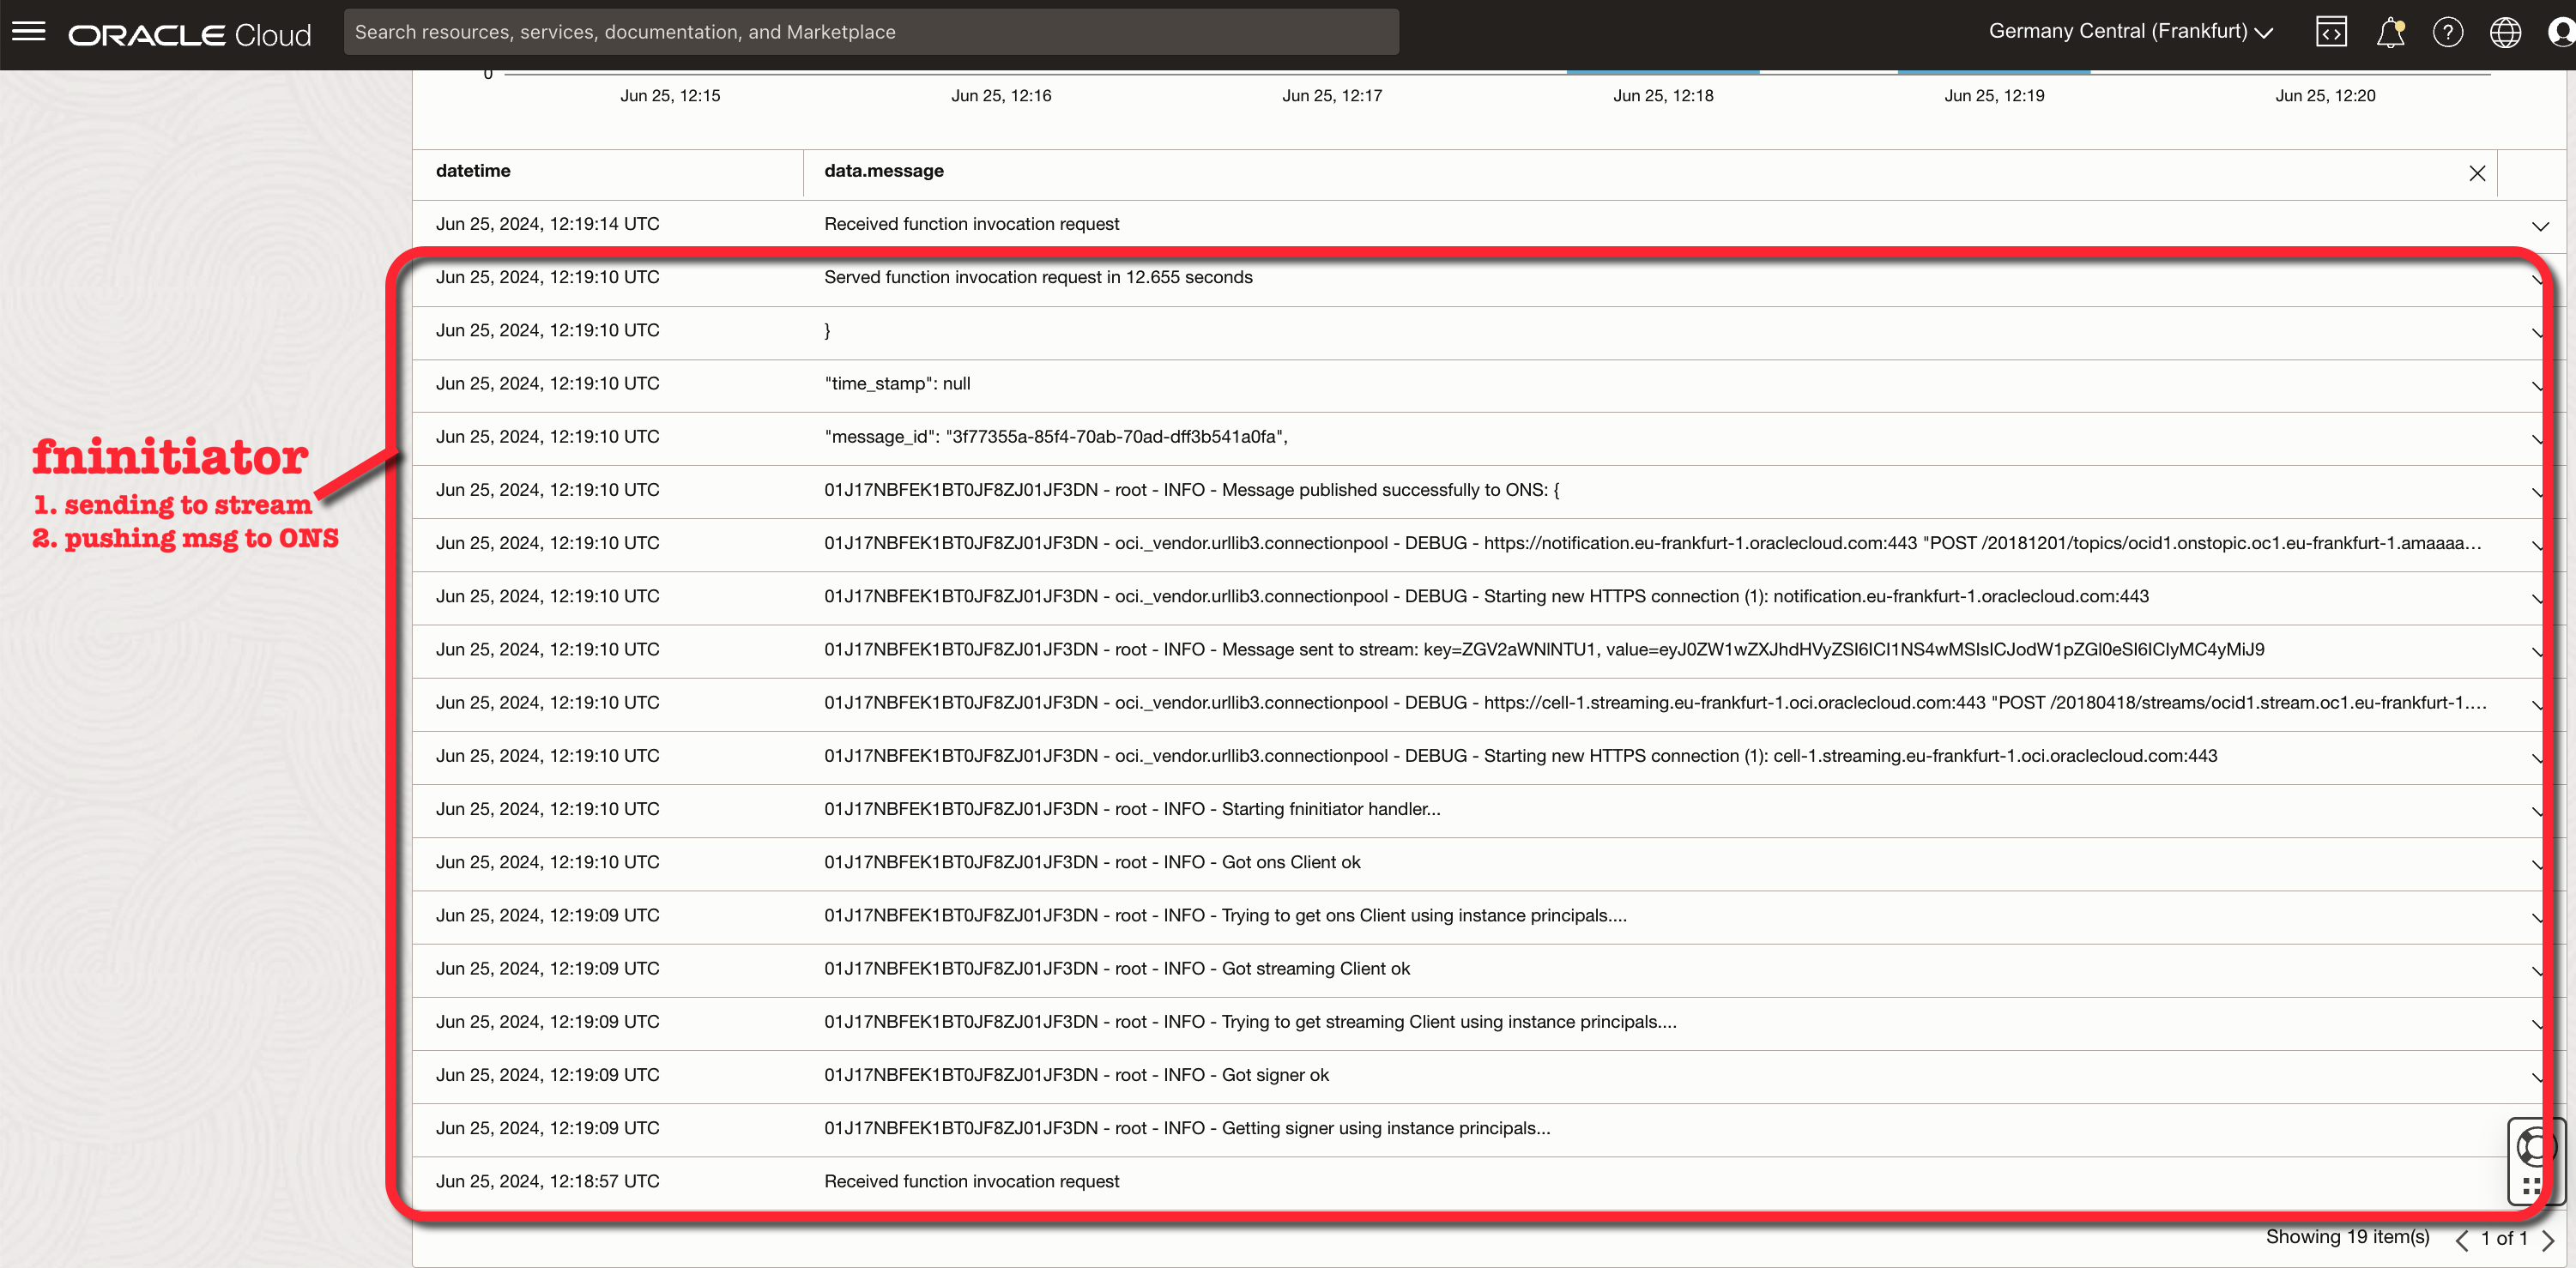 ORACLE Cloud
Search resources, services, documentation, and Marketplace
Germany Central (Frankfurt)
0
Jun 25, 12:15 Jun 25, 12:16 Jun 25, 12:17 Jun 25, 12:18 Jun 25, 12:19 Jun 25, 12:20
datetime data.message
Jun 25, 2024, 12:19:14 UTC Received function invocation request
Jun 25, 2024, 12:19:10 UTC Served function invocation request in 12.655 seconds
Jun 25, 2024, 12:19:10 UTC }
Jun 25, 2024, 12:19:10 UTC "time_stamp": null
Jun 25, 2024, 12:19:10 UTC "message_id": "3f77355a-85f4-70ab-70ad-dff3b541a0fa",
Jun 25, 2024, 12:19:10 UTC 01J17NBFEK1BT0JF8ZJ01JF3DN - root - INFO - Message published successfully to ONS: {
Jun 25, 2024, 12:19:10 UTC 01J17NBFEK1BT0JF8ZJ01JF3DN - oci._vendor.urllib3.connectionpool - DEBUG - https://notification.eu-frankfurt-1.oraclecloud.com:443 "POST /20181201/topics/ocid1.onstopic.oc1.eu-frankfurt-1.amaaaa...
Jun 25, 2024, 12:19:10 UTC 01J17NBFEK1BT0JF8ZJ01JF3DN - oci._vendor.urllib3.connectionpool - DEBUG - Starting new HTTPS connection (1): notification.eu-frankfurt-1.oraclecloud.com:443
Jun 25, 2024, 12:19:10 UTC 01J17NBFEK1BT0JF8ZJ01JF3DN - root - INFO - Message sent to stream: key=ZGV2aWNlNTU1, value=eyJ0ZW1wZXJhdHVyZSI6ICI1NS4wMSIsICJodW1pZGl0eSI6ICIyMC4yMiJ9
Jun 25, 2024, 12:19:10 UTC 01J17NBFEK1BT0JF8ZJ01JF3DN - oci._vendor.urllib3.connectionpool - DEBUG - https://cell-1.streaming.eu-frankfurt-1.oci.oraclecloud.com:443 "POST /20180418/streams/ocid1.stream.oc1.eu-frankfurt-1....
Jun 25, 2024, 12:19:10 UTC 01J17NBFEK1BT0JF8ZJ01JF3DN - oci._vendor.urllib3.connectionpool - DEBUG - Starting new HTTPS connection (1): cell-1.streaming.eu-frankfurt-1.oci.oraclecloud.com:443
Jun 25, 2024, 12:19:10 UTC 01J17NBFEK1BT0JF8ZJ01JF3DN - root - INFO - Starting fninitiator handler...
Jun 25, 2024, 12:19:10 UTC 01J17NBFEK1BT0JF8ZJ01JF3DN - root - INFO - Got ons Client ok
Jun 25, 2024, 12:19:09 UTC 01J17NBFEK1BT0JF8ZJ01JF3DN - root - INFO - Trying to get ons Client using instance principals....
Jun 25, 2024, 12:19:09 UTC 01J17NBFEK1BT0JF8ZJ01JF3DN - root - INFO - Got streaming Client ok
Jun 25, 2024, 12:19:09 UTC 01J17NBFEK1BT0JF8ZJ01JF3DN - root - INFO - Trying to get streaming Client using instance principals....
Jun 25, 2024, 12:19:09 UTC 01J17NBFEK1BT0JF8ZJ01JF3DN - root - INFO - Got signer ok
Jun 25, 2024, 12:19:09 UTC 01J17NBFEK1BT0JF8ZJ01JF3DN - root - INFO - Getting signer using instance principals...
Jun 25, 2024, 12:18:57 UTC Received function invocation request
Showing 19 item(s) 1 of 1
fninitiator
1. sending to stream
2. pushing msg to ONS